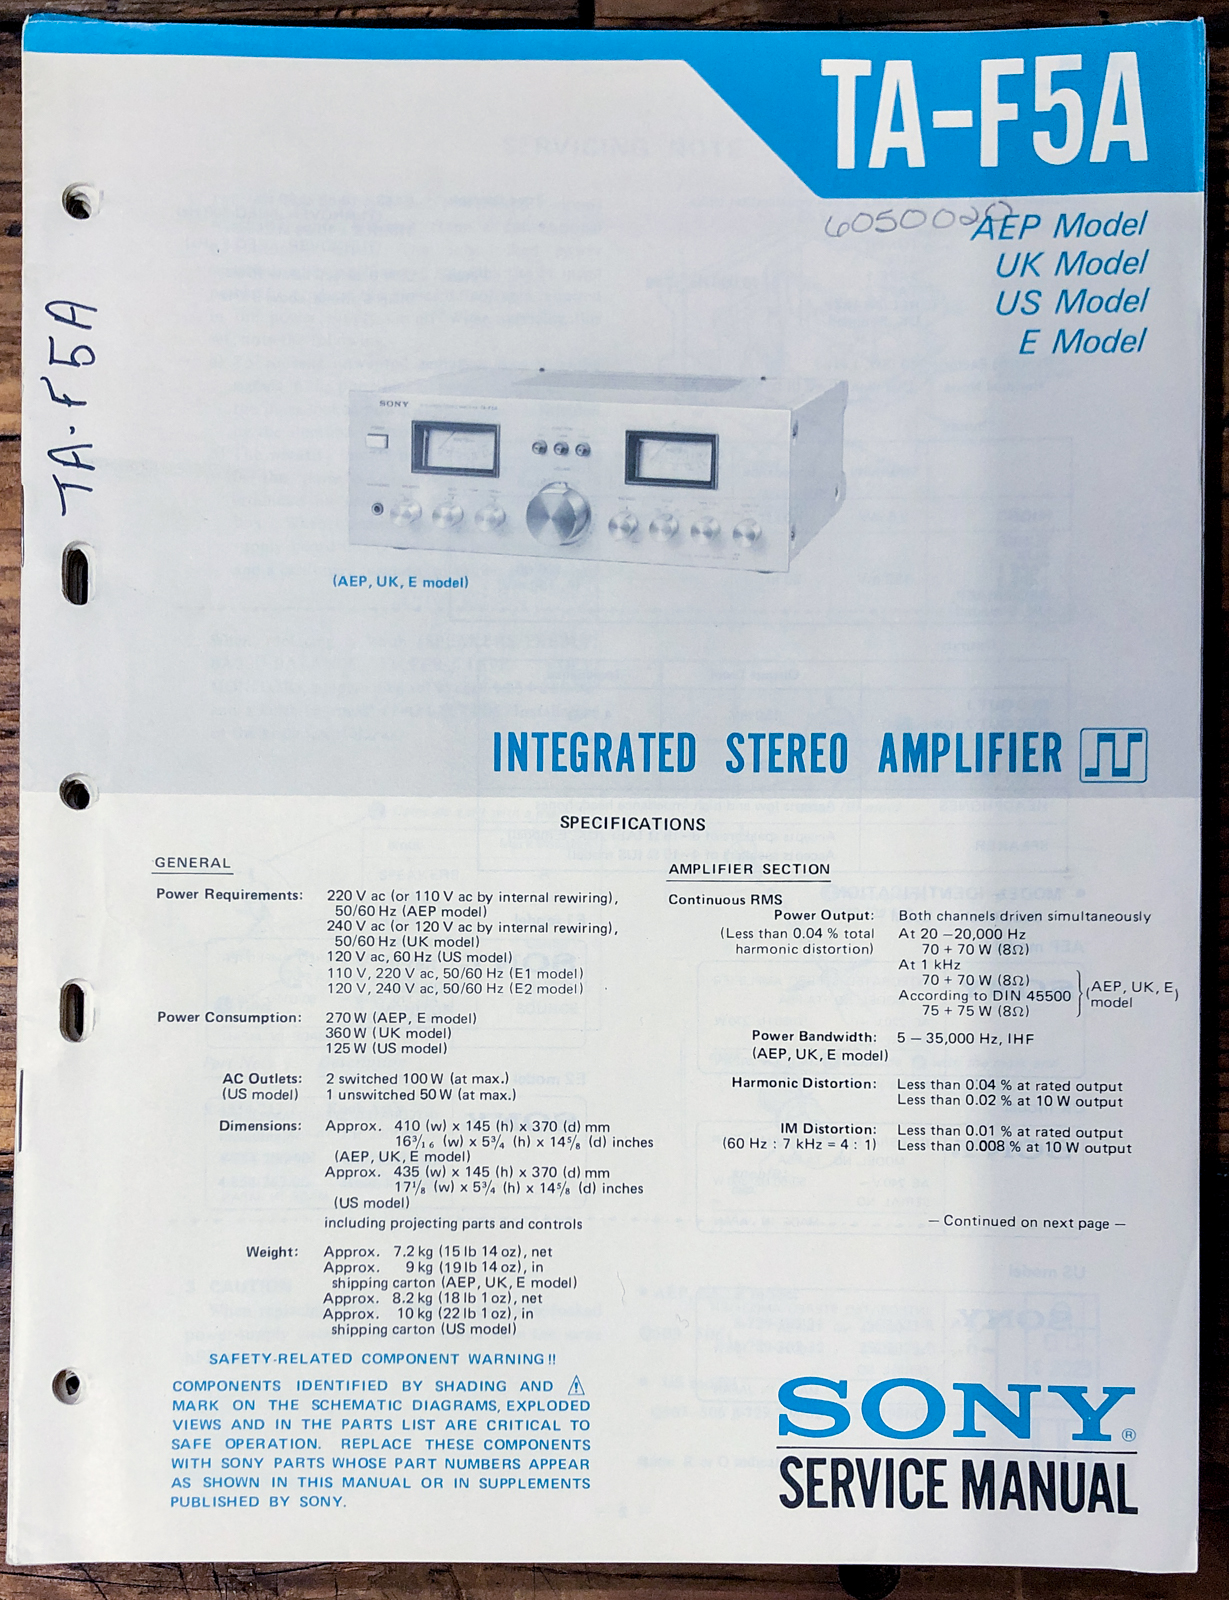 TA-F5A
6050020
AEP Model
UK Model
US Model
E Model
TA-F5A
SONY
(AEP, UK, E model)
INTEGRATED STEREO AMPLIFIER
SPECIFICATIONS
GENERAL
Power Requirements: 220 V ac (or 110 V ac by internal rewiring),
50/60 Hz (AEP model)
240 V ac (or 120 V ac by internal rewiring),
50/60 Hz (UK model)
120 V ac, 60 Hz (US model)
110 V, 220 V ac, 50/60 Hz (E1 model)
120 V, 240 V ac, 50/60 Hz (E2 model)
Power Consumption: 270 W (AEP, E model)
360 W (UK model)
125 W (US model)
AC Outlets: 2 switched 100 W (at max.)
(US model) 1 unswitched 50 W (at max.)
Dimensions: Approx. 410 (w) x 145 (h) x 370 (d) mm
16 3/16 (w) x 5 3/4 (h) x 14 5/8 (d) inches
(AEP, UK, E model)
Approx. 435 (w) x 145 (h) x 370 (d) mm
17 1/8 (w) x 5 3/4 (h) x 14 5/8 (d) inches
(US model)
including projecting parts and controls
Weight: Approx. 7.2 kg (15 lb 14 oz), net
Approx. 9 kg (19 lb 14 oz), in
shipping carton (AEP, UK, E model)
Approx. 8.2 kg (18 lb 1 oz), net
Approx. 10 kg (22 lb 1 oz), in
shipping carton (US model)
SAFETY-RELATED COMPONENT WARNING!!
COMPONENTS IDENTIFIED BY SHADING AND ⚠
MARK ON THE SCHEMATIC DIAGRAMS, EXPLODED
VIEWS AND IN THE PARTS LIST ARE CRITICAL TO
SAFE OPERATION. REPLACE THESE COMPONENTS
WITH SONY PARTS WHOSE PART NUMBERS APPEAR
AS SHOWN IN THIS MANUAL OR IN SUPPLEMENTS
PUBLISHED BY SONY.
AMPLIFIER SECTION
Continuous RMS
Power Output: Both channels driven simultaneously
(Less than 0.04 % total At 20 – 20,000 Hz
harmonic distortion) 70 + 70 W (8Ω)
At 1 kHz
70 + 70 W (8Ω)
According to DIN 45500
75 + 75 W (8Ω)
(AEP, UK, E)
model
Power Bandwidth: 5 – 35,000 Hz, IHF
(AEP, UK, E model)
Harmonic Distortion: Less than 0.04 % at rated output
Less than 0.02 % at 10 W output
IM Distortion: Less than 0.01 % at rated output
(60 Hz : 7 kHz = 4 : 1) Less than 0.008 % at 10 W output
– Continued on next page –
SONY®
SERVICE MANUAL